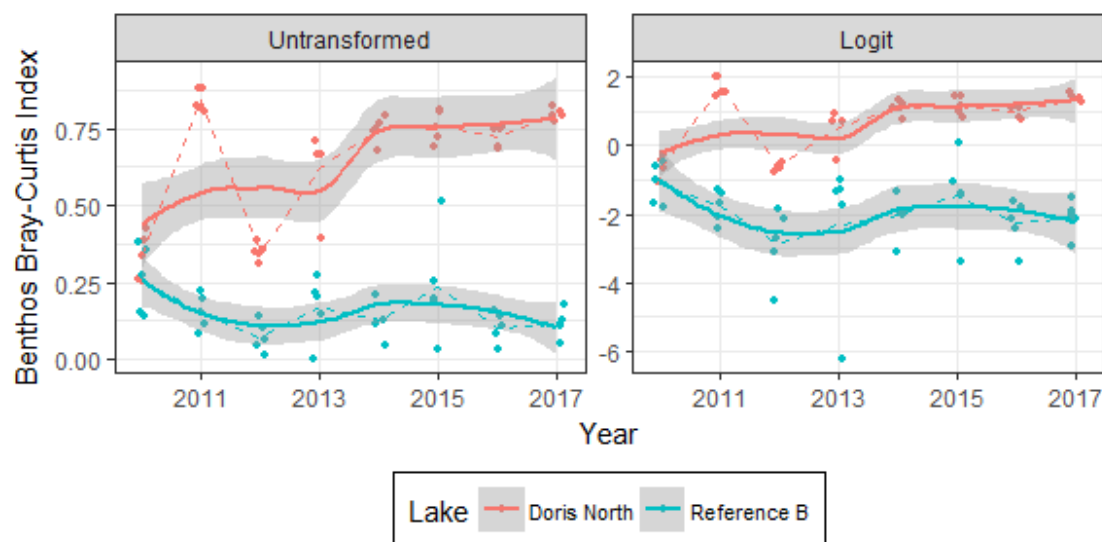 Untransformed
Logit
Benthos Bray-Curtis Index
0.75
0.50
0.25
0.00
2
0
-2
-4
-6
2011 2013 2015 2017
2011 2013 2015 2017
Year
Lake Doris North Reference B